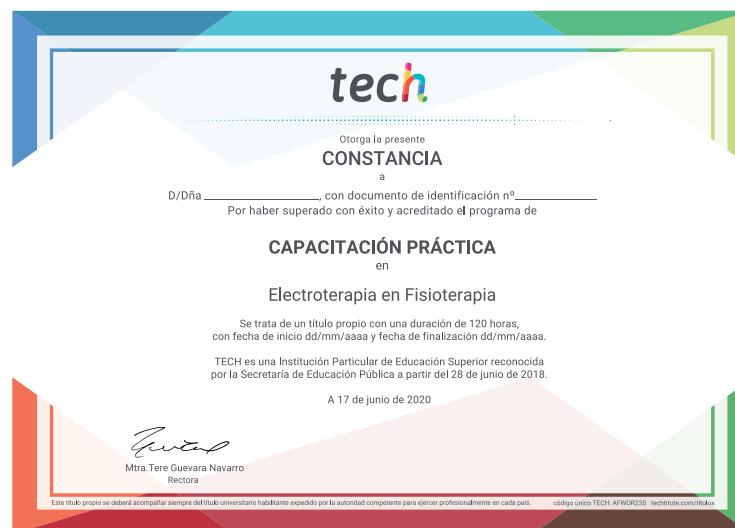 tech
Otorga la presente
CONSTANCIA
a
D/Dña ____________________, con documento de identificación nº______________
Por haber superado con éxito y acreditado el programa de
CAPACITACIÓN PRÁCTICA
en
Electroterapia en Fisioterapia
Se trata de un título propio con una duración de 120 horas,
con fecha de inicio dd/mm/aaaa y fecha de finalización dd/mm/aaaa.
TECH es una Institución Particular de Educación Superior reconocida
por la Secretaría de Educación Pública a partir del 28 de junio de 2018.
A 17 de junio de 2020
Mtra.Tere Guevara Navarro
Rectora
Este título propio se deberá acompañar siempre del título universitario habilitante expedido por la autoridad competente para ejercer profesionalmente en cada país. código único TECH: AFWOR23S techtitute.com/titulos